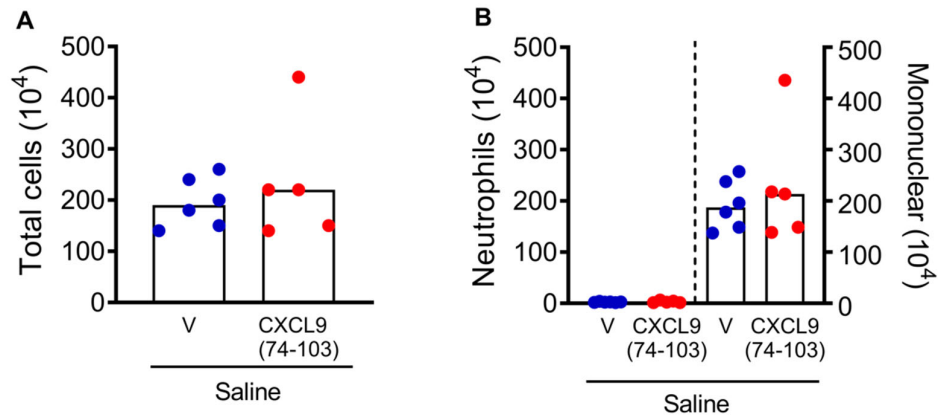 A
Total cells (10⁴)
500
400
300
200
100
0
V
CXCL9
(74-103)
Saline
B
Neutrophils (10⁴)
500
400
300
200
100
0
V
CXCL9
(74-103)
V
CXCL9
(74-103)
Saline
500
400
300
200
100
0
Mononuclear (10⁴)